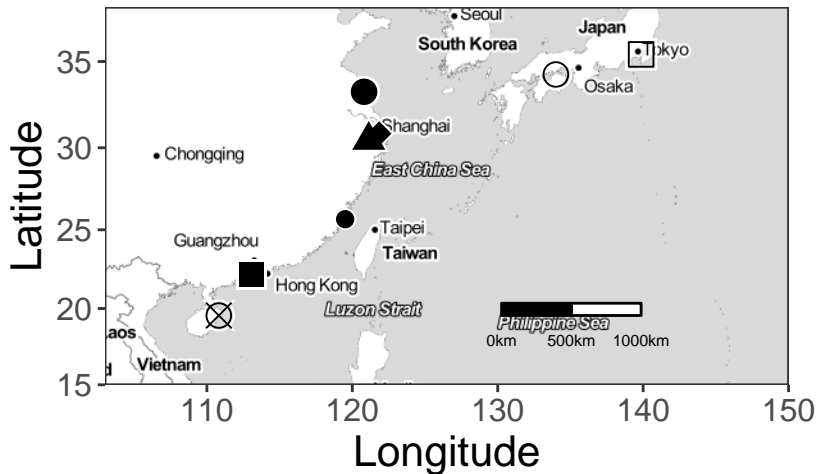 Seoul
Japan
South Korea
Tokyo
35
Osaka
Shanghai
30
Chongqing
East China Sea
Latitude
25
Taipei
Guangzhou
Taiwan
Hong Kong
20
Luzon Strait
Philippine Sea
aos
0km 500km 1000km
Vietnam
d
15
110 120 130 140 150
Longitude